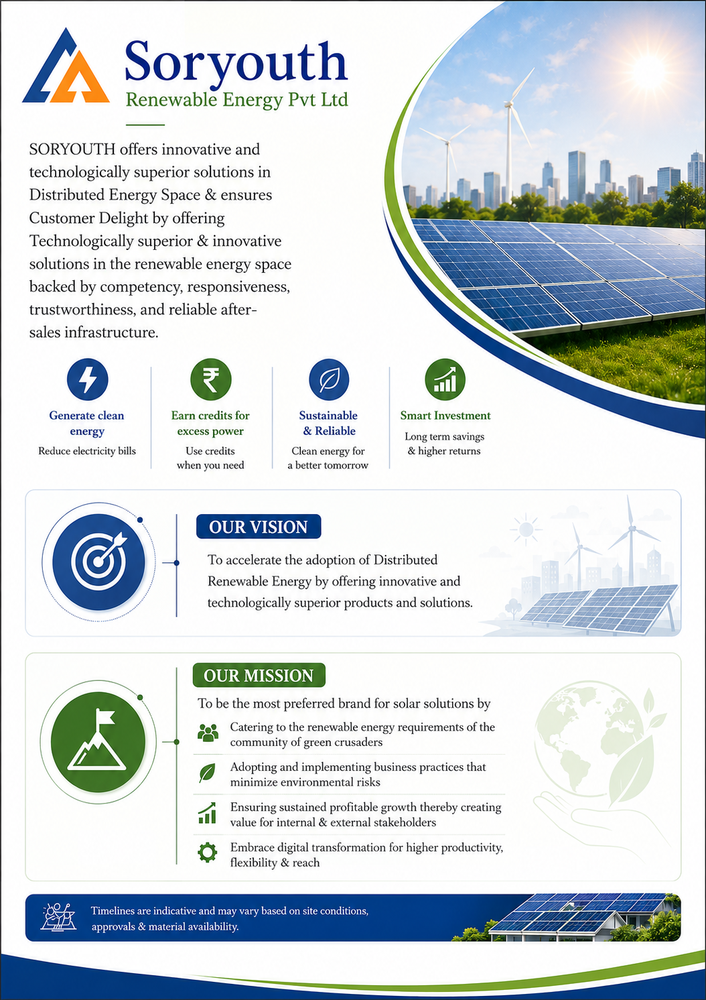 Soryouth
Renewable Energy Pvt Ltd
SORYOUTH offers innovative and
technologically superior solutions in
Distributed Energy Space & ensures
Customer Delight by offering
Technologically superior & innovative
solutions in the renewable energy space
backed by competency, responsiveness,
trustworthiness, and reliable after-
sales infrastructure.
₹
Generate clean
energy
Reduce electricity bills
Earn credits for
excess power
Use credits
when you need
Sustainable
& Reliable
Clean energy for
a better tomorrow
Smart Investment
Long term savings
& higher returns
OUR VISION
To accelerate the adoption of Distributed
Renewable Energy by offering innovative and
technologically superior products and solutions.
OUR MISSION
To be the most preferred brand for solar solutions by
Catering to the renewable energy requirements of the
community of green crusaders
Adopting and implementing business practices that
minimize environmental risks
Ensuring sustained profitable growth thereby creating
value for internal & external stakeholders
Embrace digital transformation for higher productivity,
flexibility & reach
Timelines are indicative and may vary based on site conditions,
approvals & material availability.